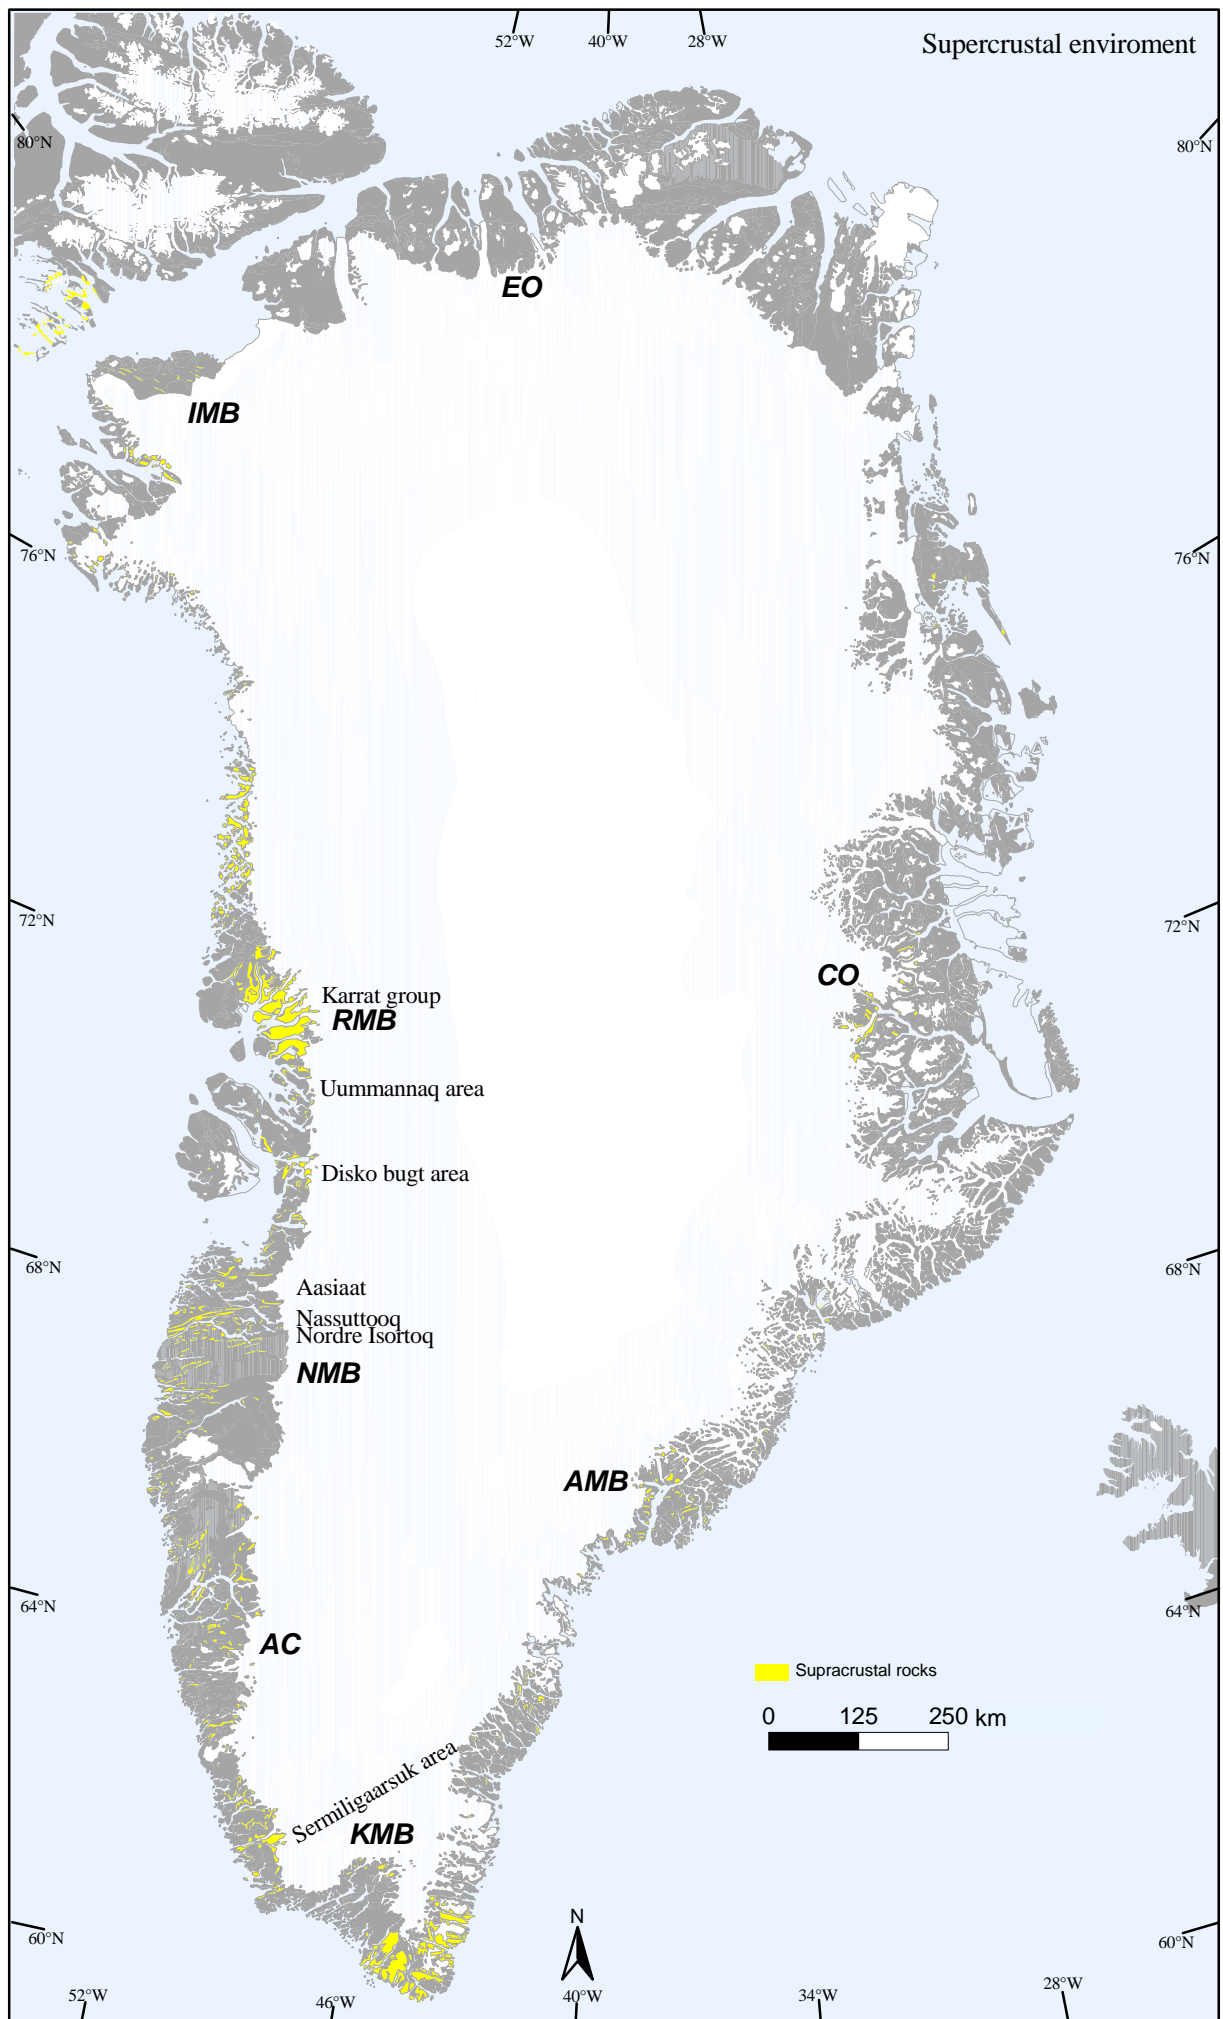 52°W
40°W
28°W
Supercrustal enviroment
80°N
80°N
EO
IMB
76°N
76°N
72°N
72°N
CO
Karrat group
RMB
Uummannaq area
Disko bugt area
68°N
68°N
Aasiaat
Nassuttooq
Nordre Isortoq
NMB
AMB
64°N
64°N
AC
Supracrustal rocks
0
125
250 km
Sermiligaarsuk area
KMB
N
60°N
60°N
52°W
46°W
40°W
34°W
28°W